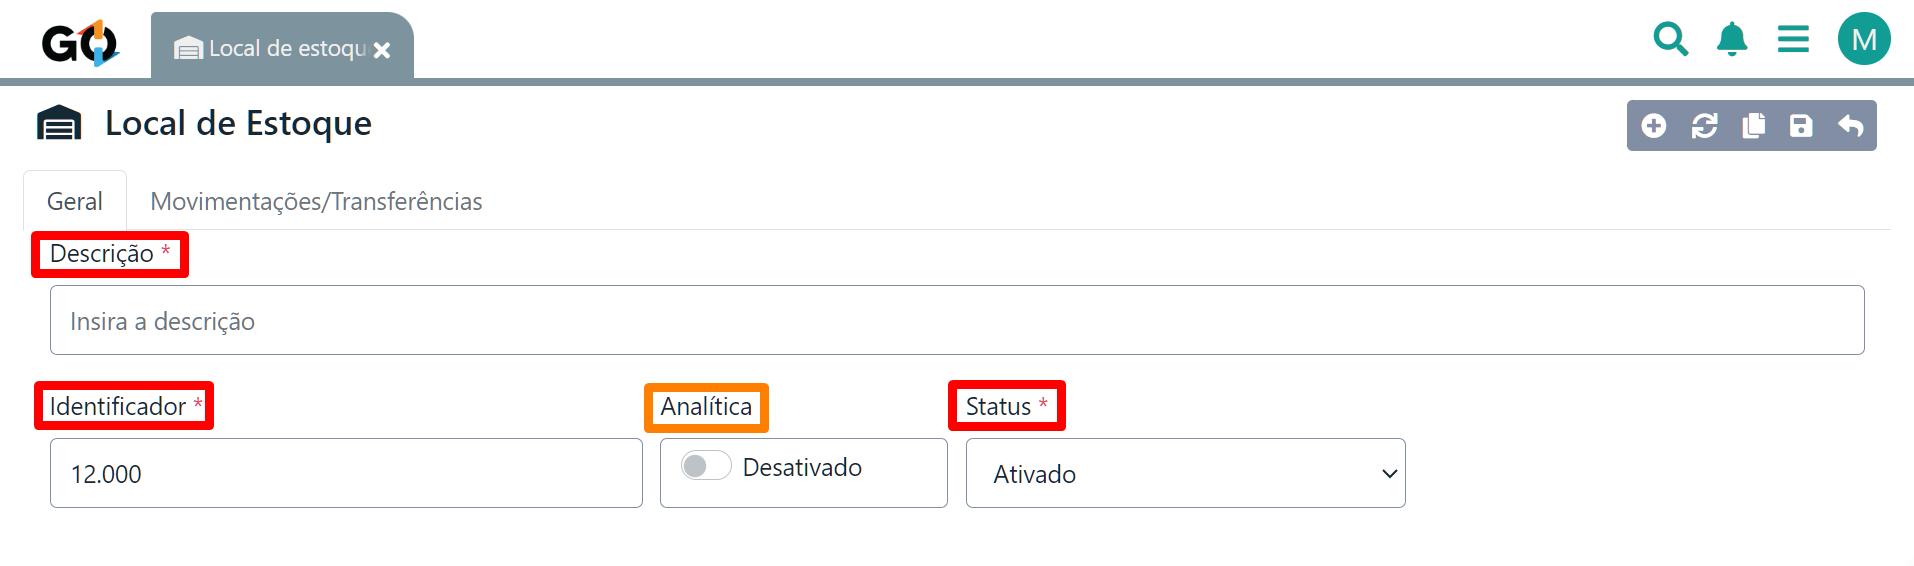 GO
Local de estoqu
M
Local de Estoque
Geral Movimentações/Transferências
Descrição *
Insira a descrição
Identificador * Analítica Status *
12.000 Desativado Ativado